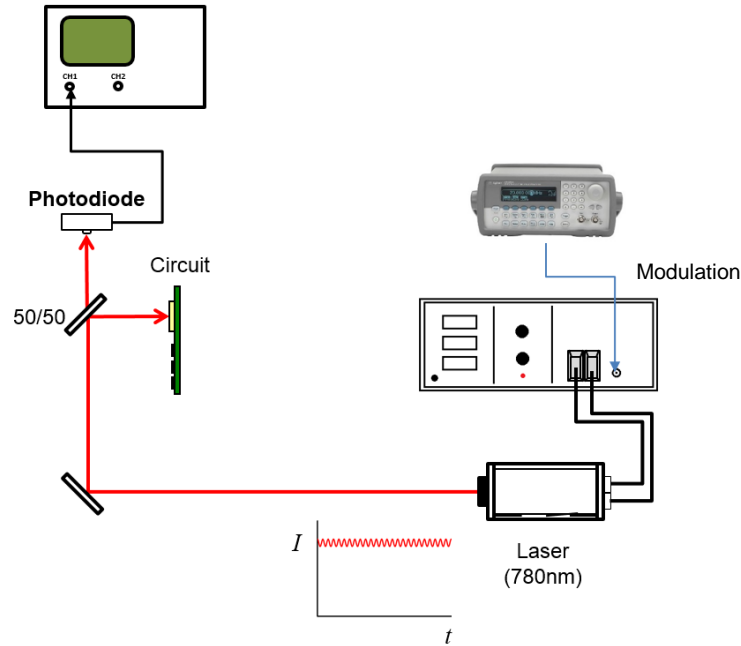 CH1 CH2
Photodiode
Circuit
50/50
Modulation
I
t
Laser
(780nm)